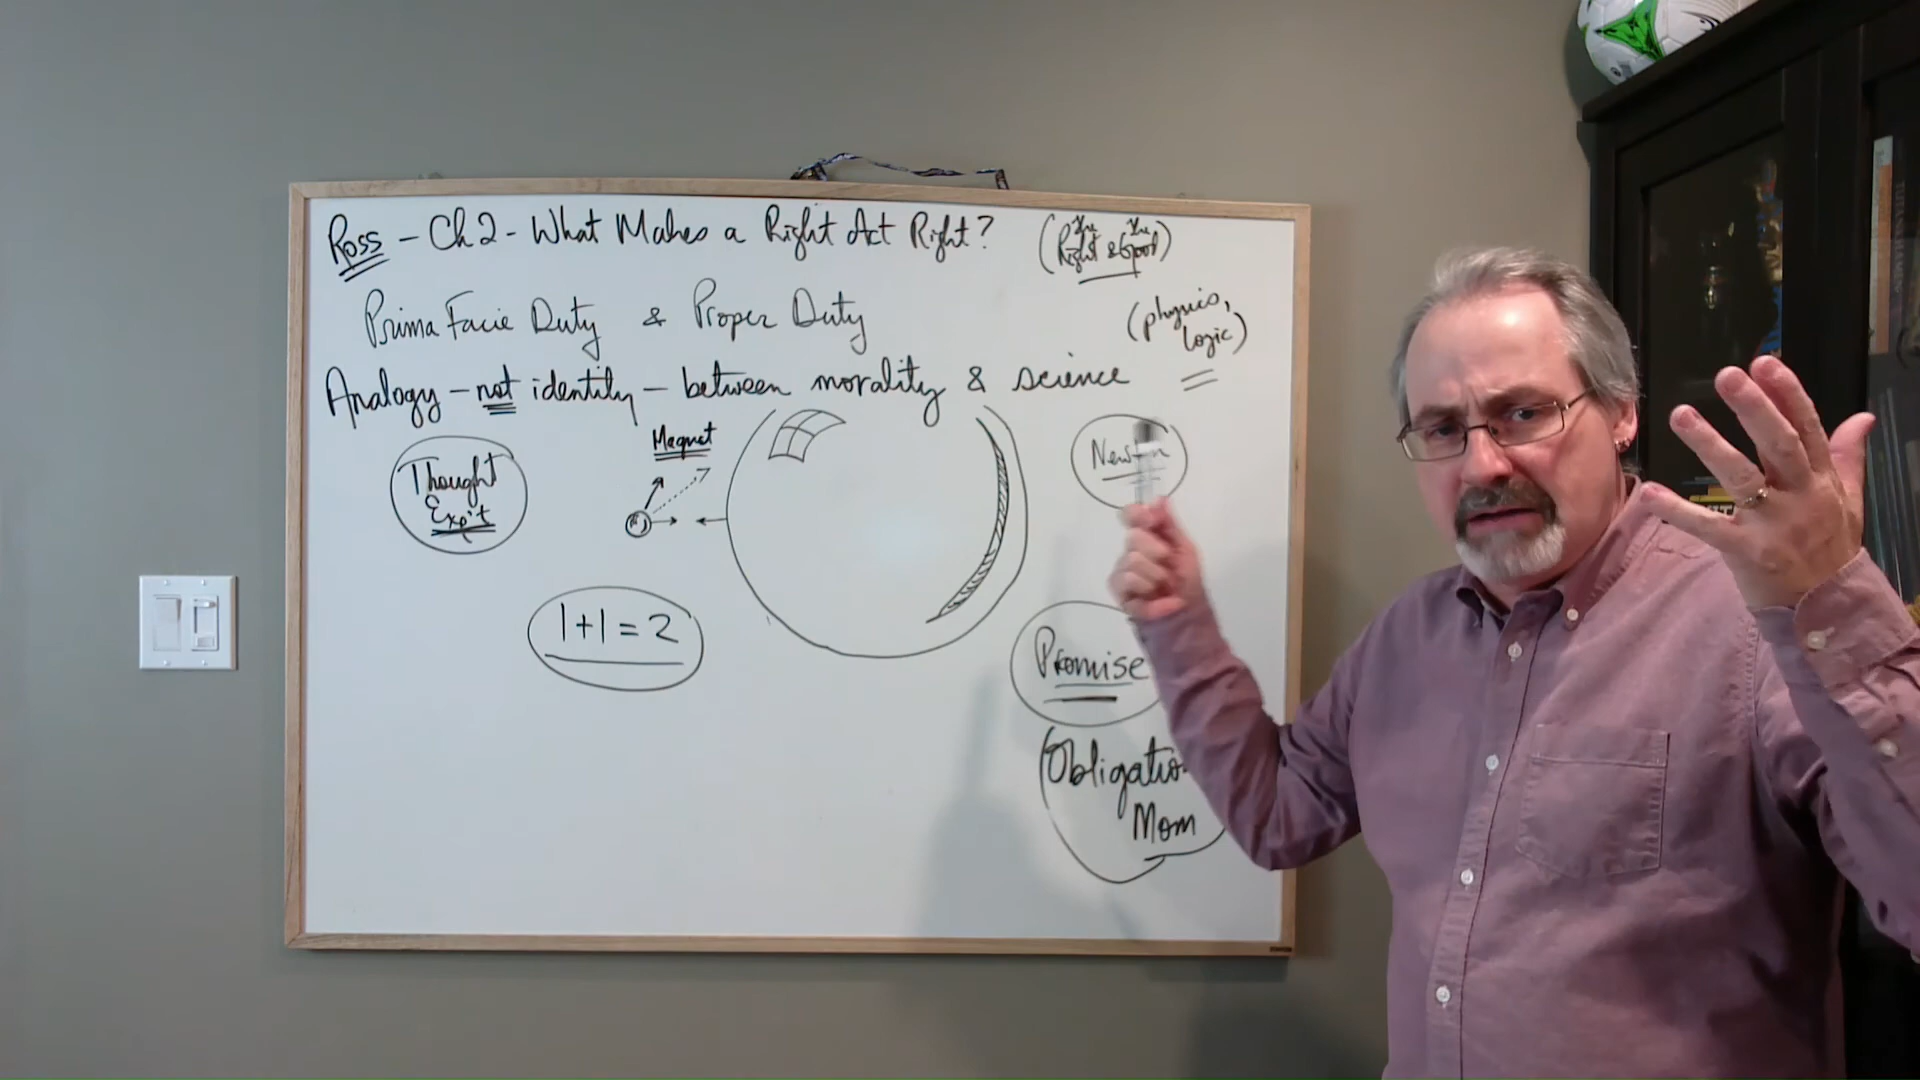 Ross - Ch 2 - What Makes a Right Act Right? (The Right & The Good)
Prima Facie Duty & Proper Duty
(physics, logic)
Analogy - not identity - between morality & science
Thought
Exp't
Magnet
Newton
1+1=2
Promise
Obligatio
Mom